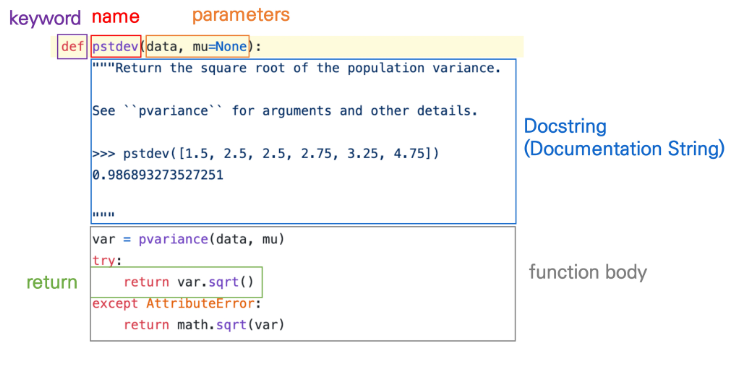 keyword name parameters
def pstdev(data, mu=None):
"""Return the square root of the population variance.
See ``pvariance`` for arguments and other details.
>>> pstdev([1.5, 2.5, 2.5, 2.75, 3.25, 4.75])
0.986893273527251
"""
Docstring
(Documentation String)
var = pvariance(data, mu)
try:
return var.sqrt()
except AttributeError:
return math.sqrt(var)
return
function body